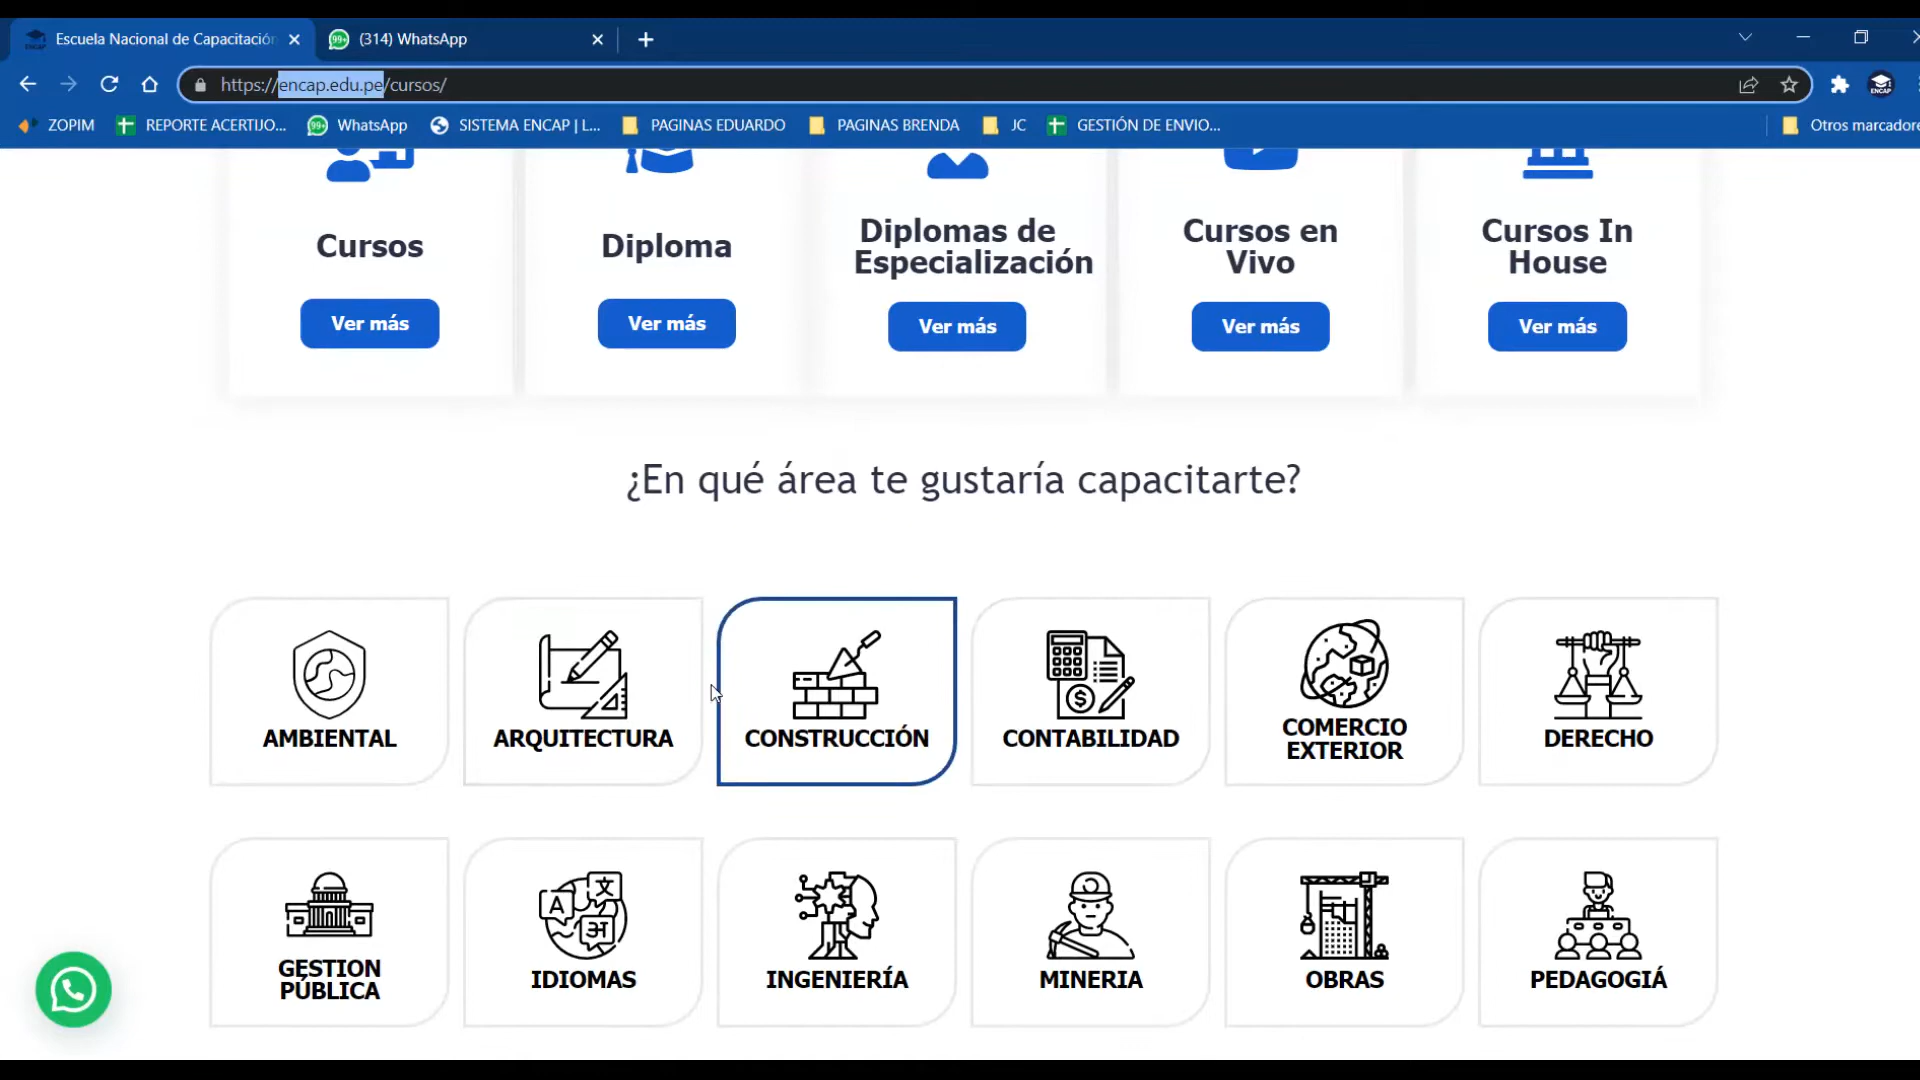 Escuela Nacional de Capacitación
(314) WhatsApp
https://encap.edu.pe/cursos/
ZOPIM
REPORTE ACERTIJO...
99+
WhatsApp
SISTEMA ENCAP | L...
PAGINAS EDUARDO
PAGINAS BRENDA
JC
GESTIÓN DE ENVIO...
Otros marcadore
Cursos
Diploma
Diplomas de
Especialización
Cursos en
Vivo
Cursos In
House
Ver más
Ver más
Ver más
Ver más
Ver más
¿En qué área te gustaría capacitarte?
AMBIENTAL
ARQUITECTURA
CONSTRUCCIÓN
CONTABILIDAD
COMERCIO
EXTERIOR
DERECHO
GESTION
PÚBLICA
IDIOMAS
INGENIERÍA
MINERIA
OBRAS
PEDAGOGIÁ